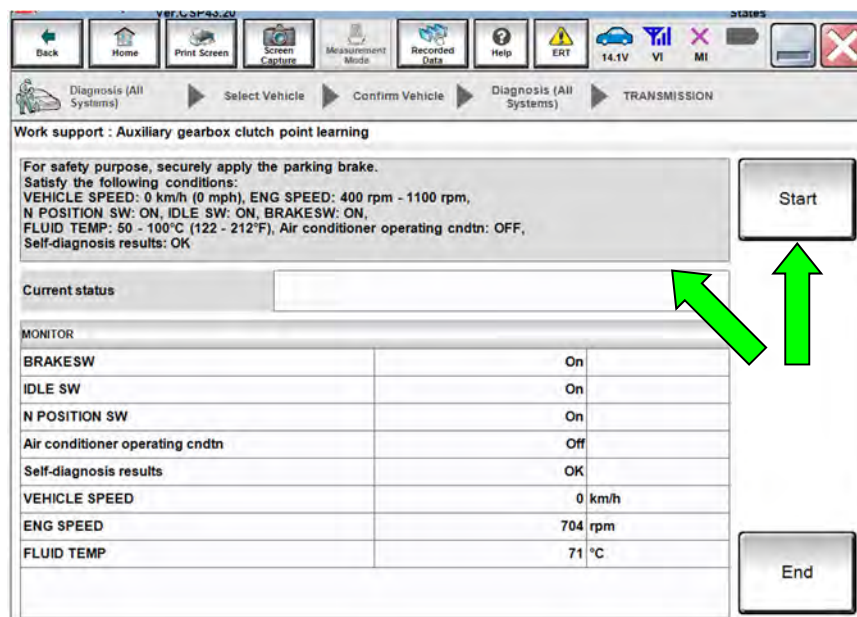 Ver.CSP43.20
States
Back
Home
Print Screen
Screen
Capture
Measurement
Mode
Recorded
Data
Help
ERT
14.1V
VI
MI
Diagnosis (All
Systems)
Select Vehicle
Confirm Vehicle
Diagnosis (All
Systems)
TRANSMISSION
Work support : Auxiliary gearbox clutch point learning
For safety purpose, securely apply the parking brake.
Satisfy the following conditions:
VEHICLE SPEED: 0 km/h (0 mph), ENG SPEED: 400 rpm - 1100 rpm,
N POSITION SW: ON, IDLE SW: ON, BRAKESW: ON,
FLUID TEMP: 50 - 100°C (122 - 212°F), Air conditioner operating cndtn: OFF,
Self-diagnosis results: OK
Start
Current status
MONITOR
BRAKESW On
IDLE SW On
N POSITION SW On
Air conditioner operating cndtn Off
Self-diagnosis results OK
VEHICLE SPEED 0 km/h
ENG SPEED 704 rpm
FLUID TEMP 71 °C
End